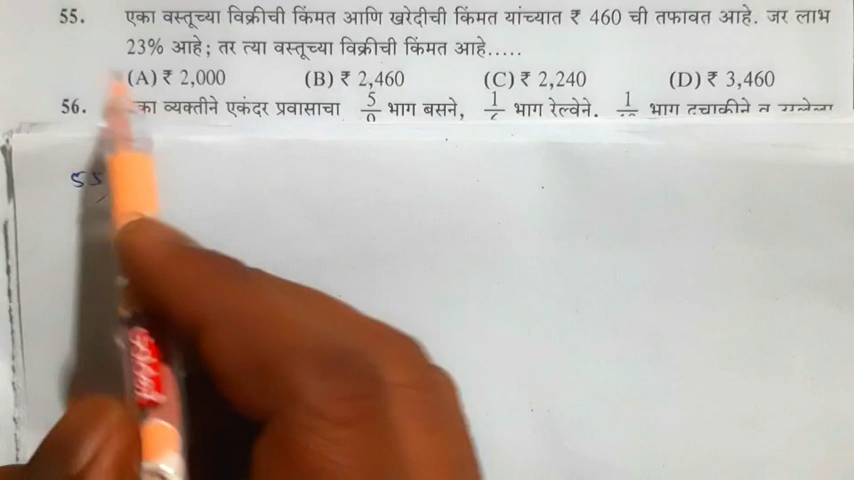 55. एका वस्तूच्या विक्रीची किंमत आणि खरेदीची किंमत यांच्यात ₹ 460 ची तफावत आहे. जर लाभ
23% आहे; तर त्या वस्तूच्या विक्रीची किंमत आहे.....
(A) ₹ 2,000 (B) ₹ 2,460 (C) ₹ 2,240 (D) ₹ 3,460
56. व्यक्तीने एकंदर प्रवासाचा भाग बसने, भाग रेल्वेने. भाग
55